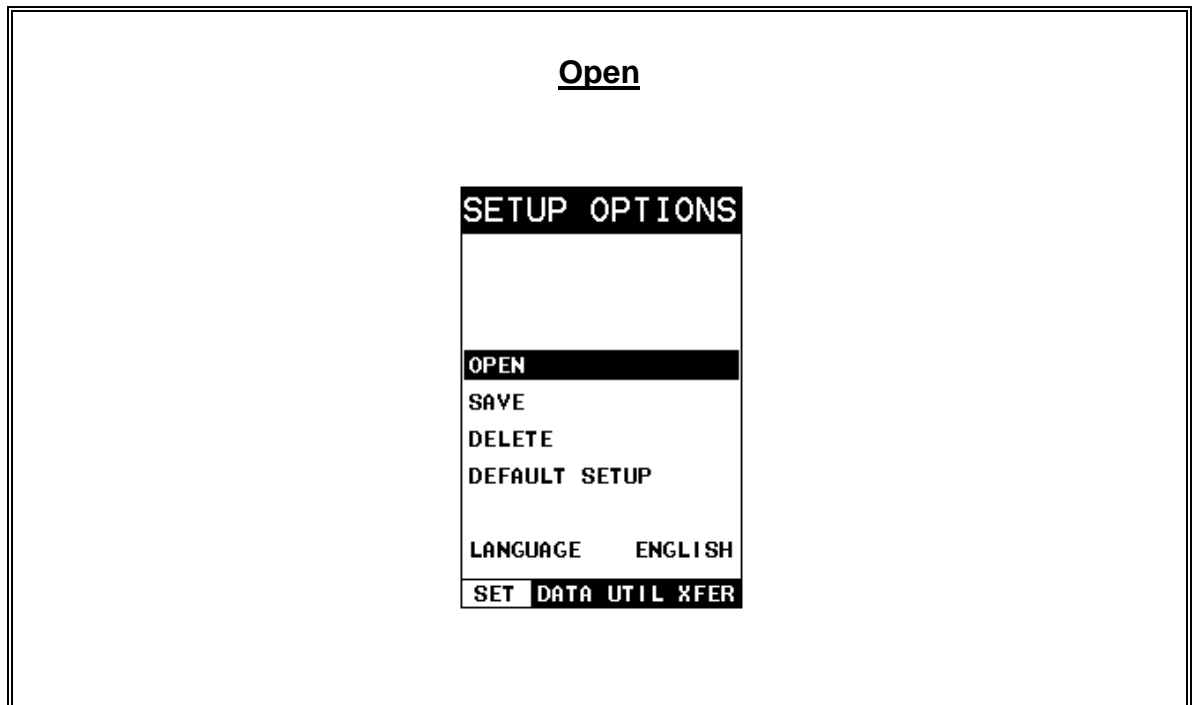 Open
SETUP OPTIONS
OPEN
SAVE
DELETE
DEFAULT SETUP
LANGUAGE ENGLISH
SET DATA UTIL XFER